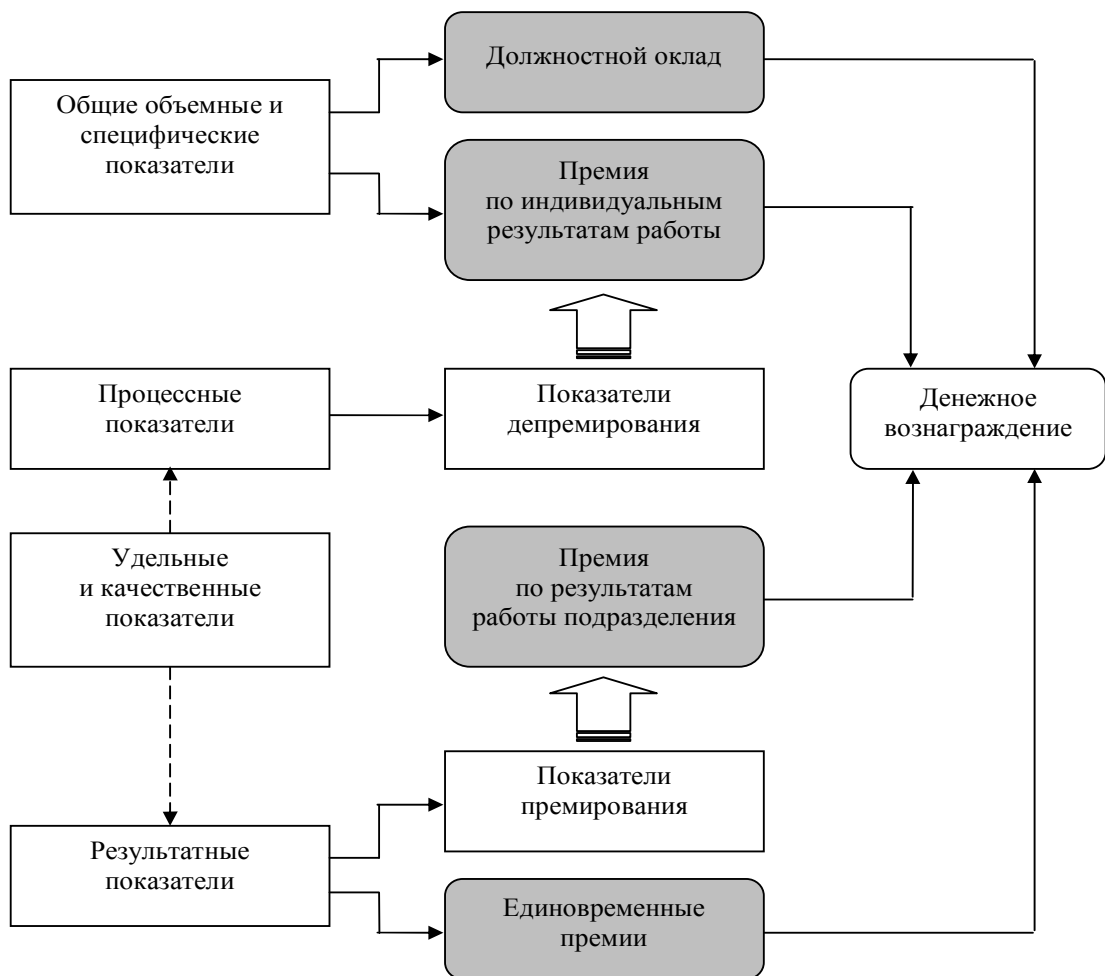 Должностной оклад
Общие объемные и
специфические
показатели
Премия
по индивидуальным
результатам работы
Процессные
показатели
Показатели
депремирования
Денежное
вознаграждение
Удельные
и качественные
показатели
Премия
по результатам
работы подразделения
Показатели
премирования
Результатные
показатели
Единовременные
премии